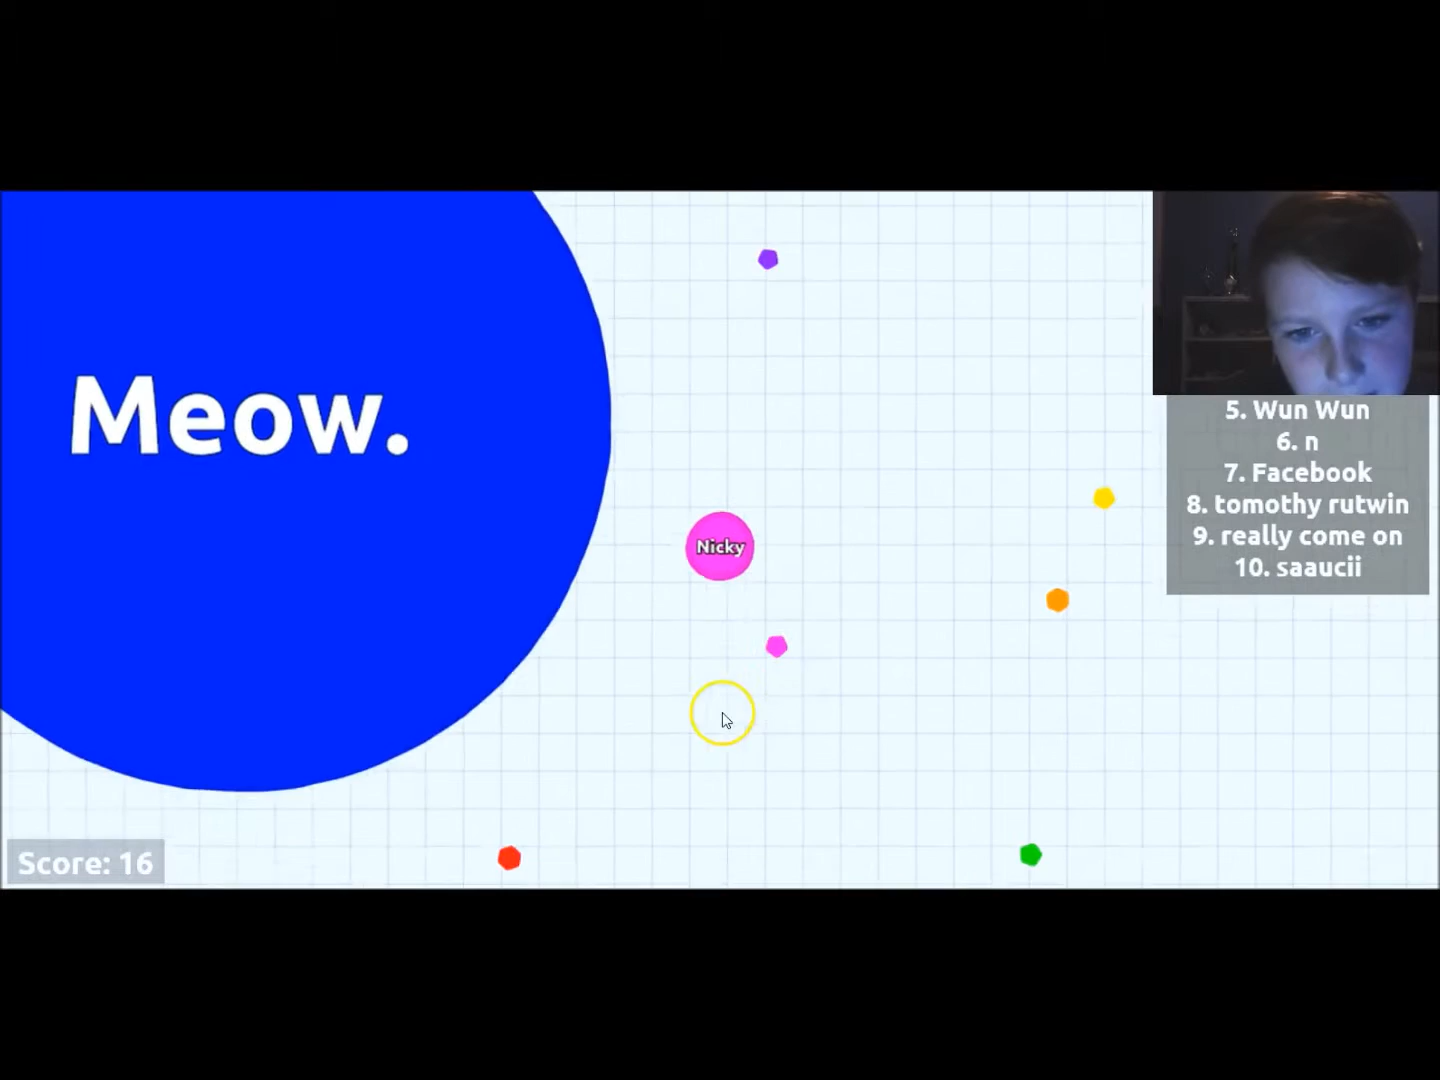 Meow.
Nicky
5. Wun Wun
6. n
7. Facebook
8. tomothy rutwin
9. really come on
10. saaucii
Score: 16